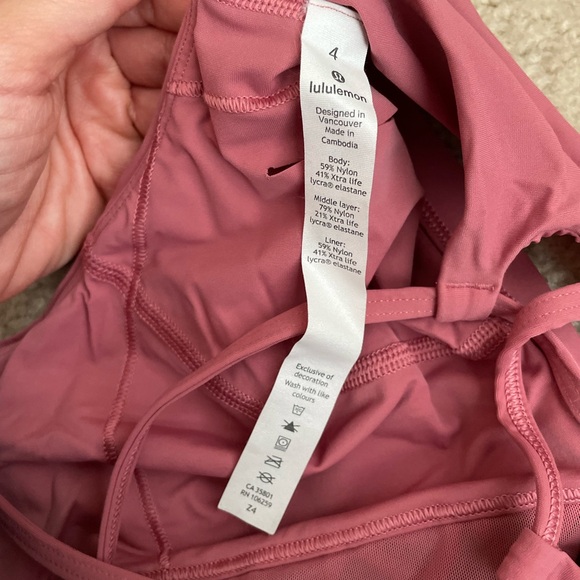 4
lululemon
Designed in
Vancouver
Made in
Cambodia
Body:
59% Nylon
41% Xtra life
lycra® elastane
Middle layer:
79% Nylon
21% Xtra life
lycra® elastane
Liner:
59% Nylon
41% Xtra life
lycra® elastane
Exclusive of
decoration
Wash with like
colours
CA 35801
RN 106259
Z4